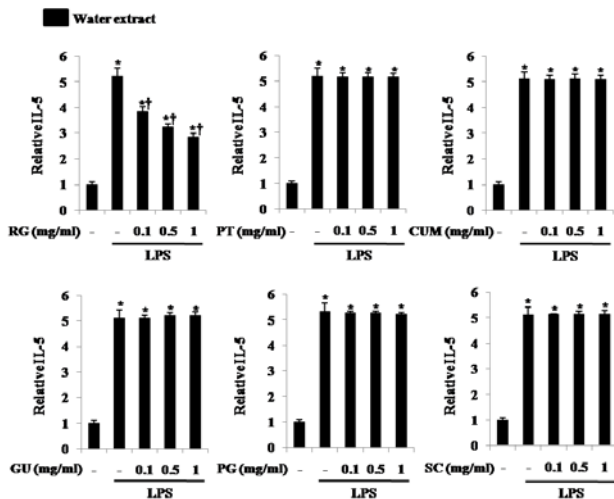 Water extract
Relative IL-5
6
5
4
3
2
1
0
*
*†
*†
*†
RG (mg/ml) - - 0.1 0.5 1
LPS
Relative IL-5
6
5
4
3
2
1
0
* * * *
PT (mg/ml) - - 0.1 0.5 1
LPS
Relative IL-5
6
5
4
3
2
1
0
* * * *
CUM (mg/ml) - - 0.1 0.5 1
LPS
Relative IL-5
6
5
4
3
2
1
0
* * * *
GU (mg/ml) - - 0.1 0.5 1
LPS
Relative IL-5
6
5
4
3
2
1
0
* * * *
PG (mg/ml) - - 0.1 0.5 1
LPS
Relative IL-5
6
5
4
3
2
1
0
* * * *
SC (mg/ml) - - 0.1 0.5 1
LPS